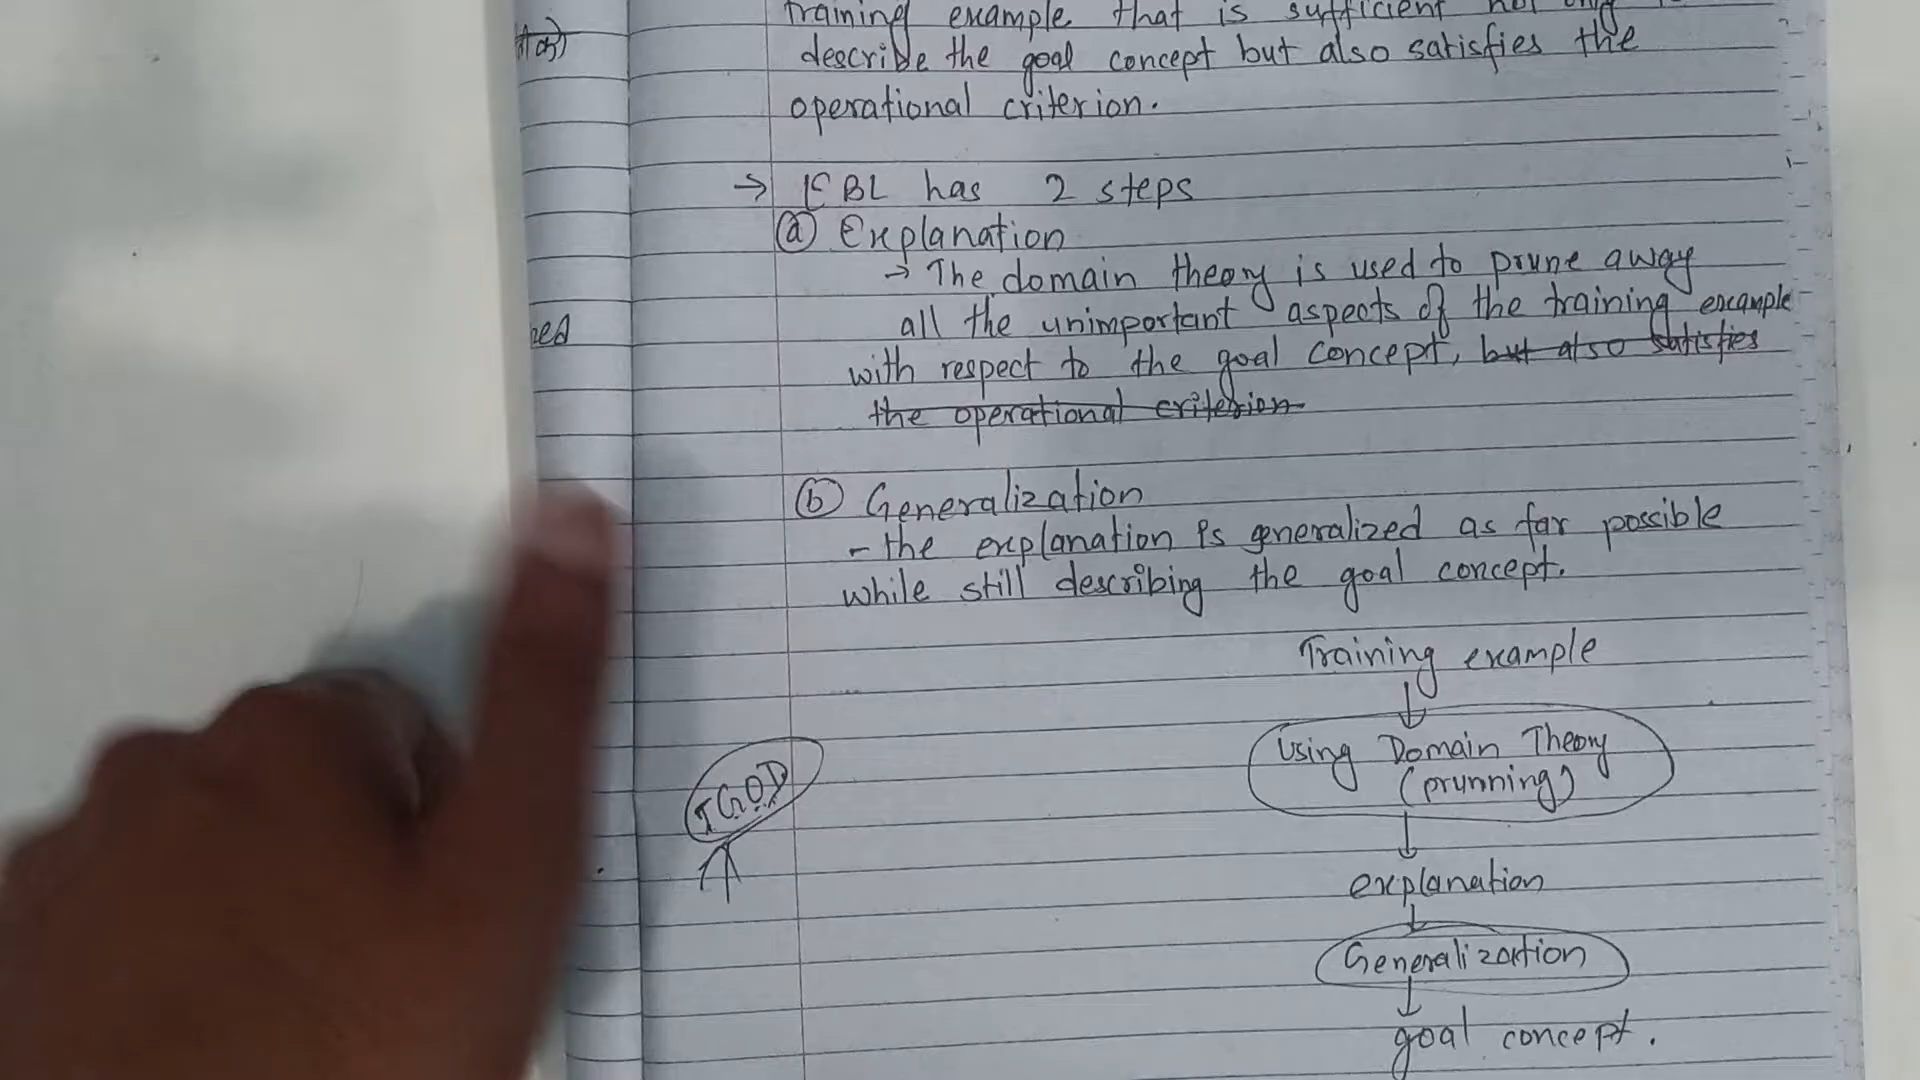 training example that is sufficient not only
describe the goal concept but also satisfies the
operational criterion.
→ EBL has 2 steps
ⓐ Explanation
→ The domain theory is used to prune away
all the unimportant aspects of the training example
with respect to the goal concept, but also satisfies
the operational criterion
ⓑ Generalization
- the explanation is generalized as far possible
while still describing the goal concept.
Training example
↓
Using Domain Theory
(prunning)
↓
explanation
↓
Generalization
↓
goal concept.
TGOD